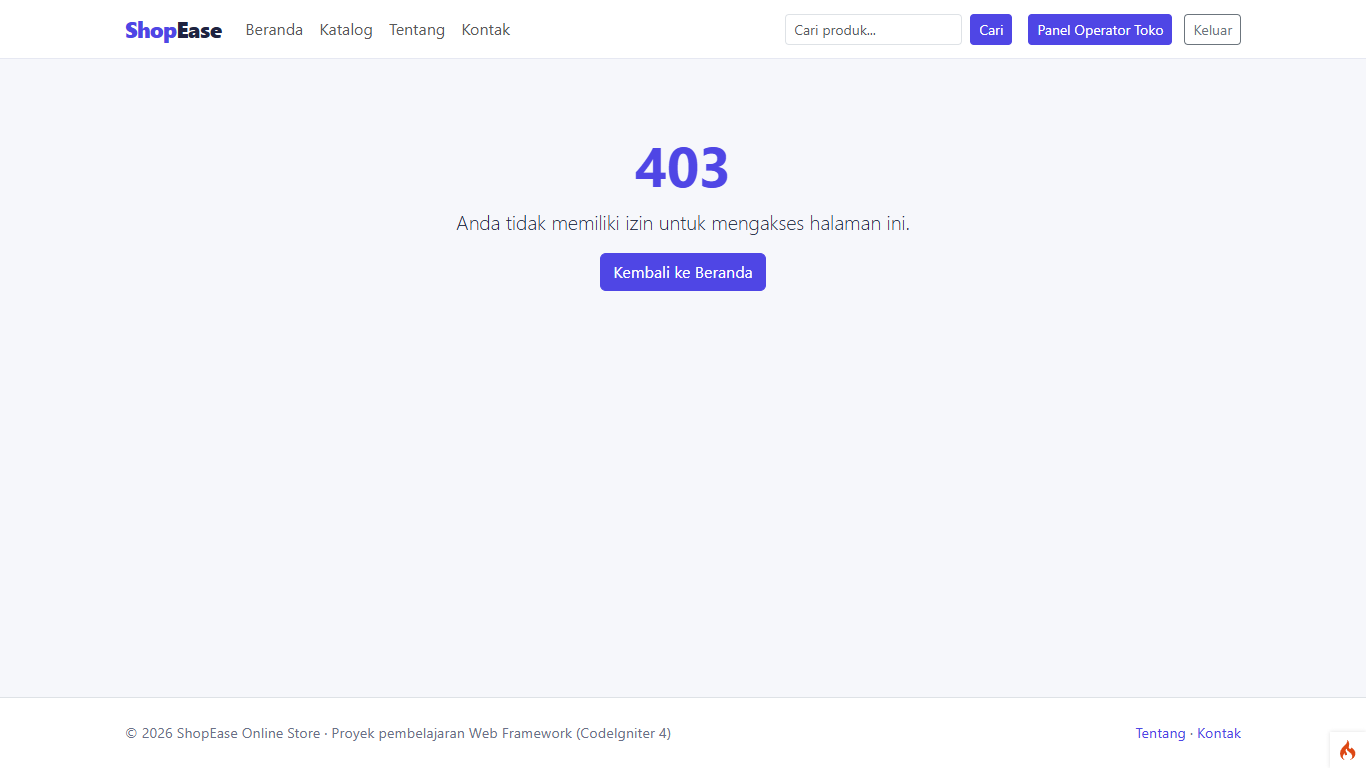 ShopEase Beranda Katalog Tentang Kontak Cari produk... Cari Panel Operator Toko Keluar
403
Anda tidak memiliki izin untuk mengakses halaman ini.
Kembali ke Beranda
© 2026 ShopEase Online Store · Proyek pembelajaran Web Framework (CodeIgniter 4) Tentang · Kontak